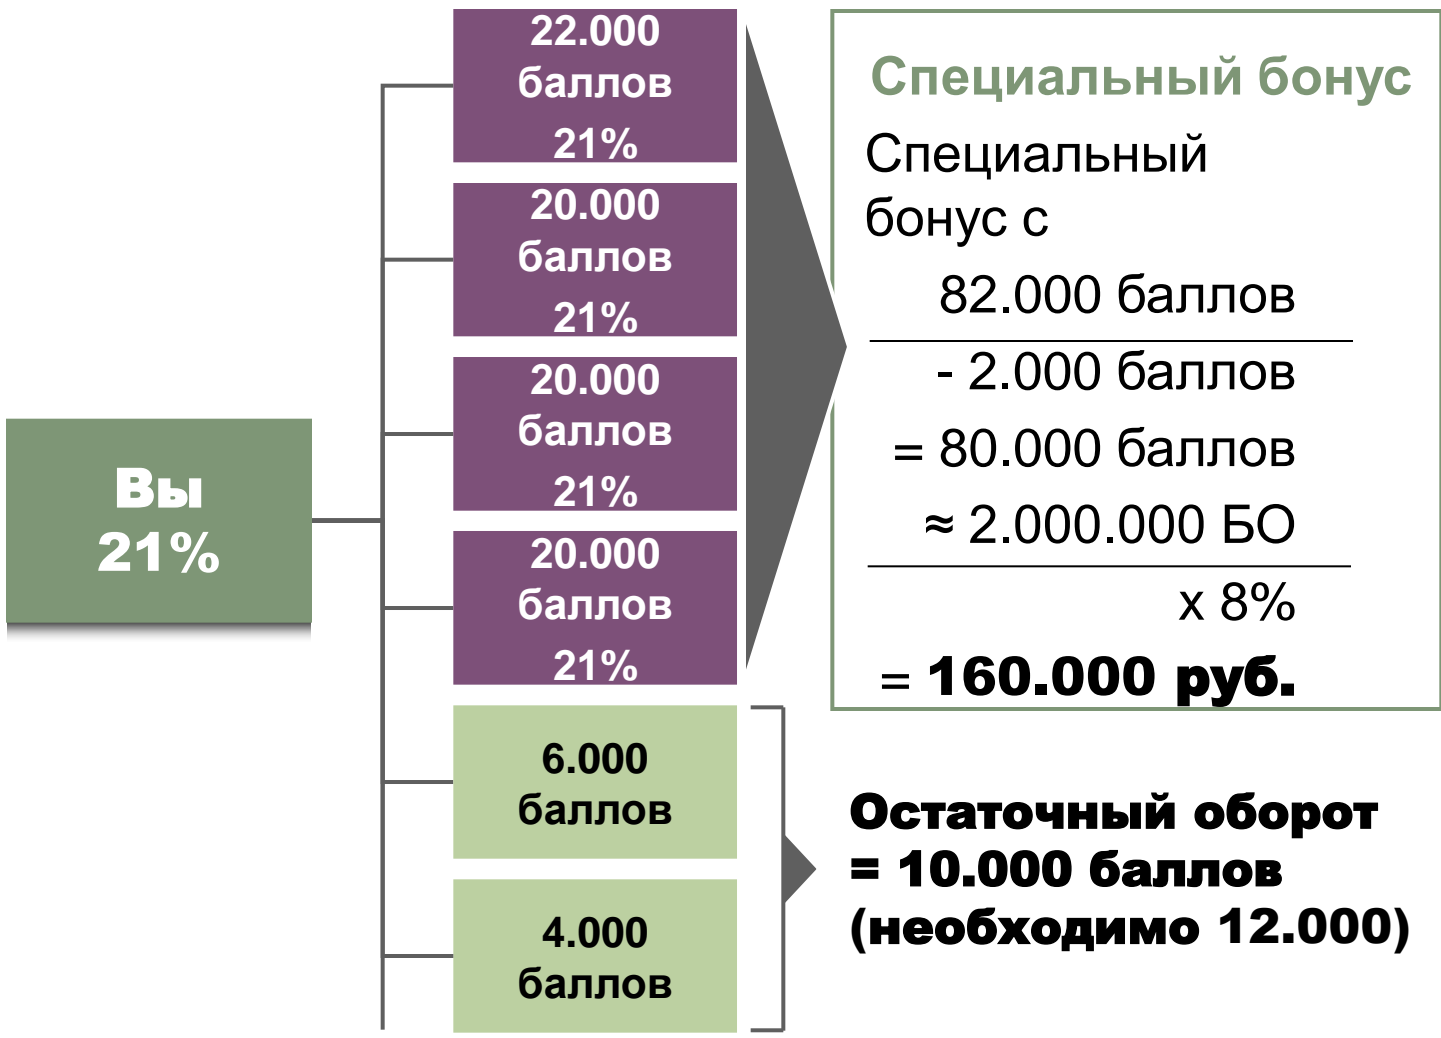 Вы
21%
22.000
баллов
21%
20.000
баллов
21%
20.000
баллов
21%
20.000
баллов
21%
6.000
баллов
4.000
баллов
Специальный бонус
Специальный
бонус с
82.000 баллов
- 2.000 баллов
= 80.000 баллов
≈ 2.000.000 БО
x 8%
= 160.000 руб.
Остаточный оборот
= 10.000 баллов
(необходимо 12.000)